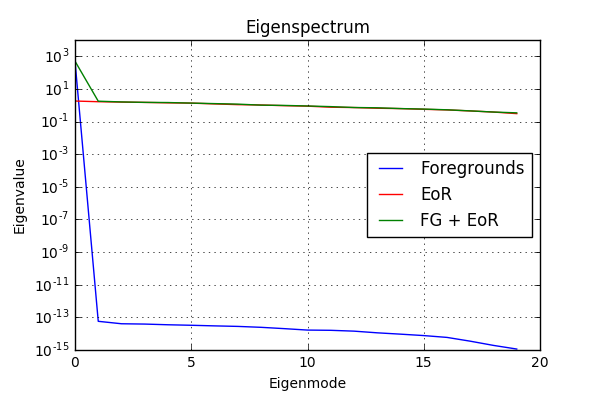 Eigenspectrum
Eigenvalue
10^3
10^1
10^-1
10^-3
10^-5
10^-7
10^-9
10^-11
10^-13
10^-15
Foregrounds
EoR
FG + EoR
0 5 10 15 20
Eigenmode